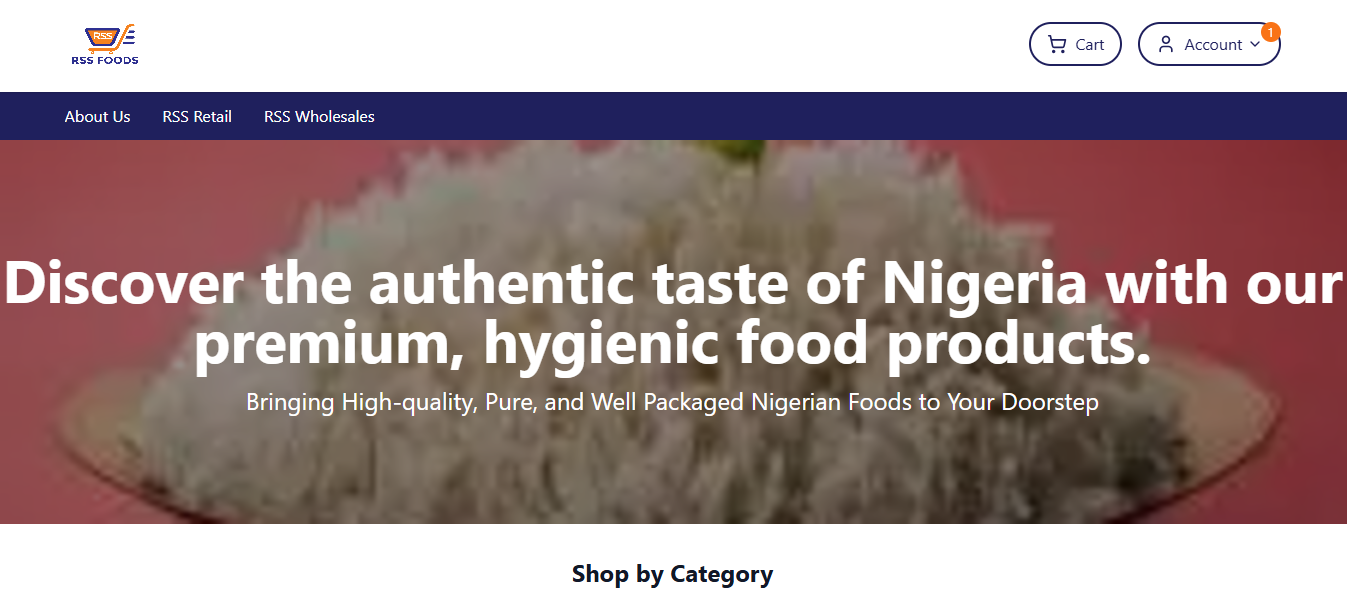 RSS
RSS FOODS
Cart
Account
1
About Us
RSS Retail
RSS Wholesales
Discover the authentic taste of Nigeria with our
premium, hygienic food products.
Bringing High-quality, Pure, and Well Packaged Nigerian Foods to Your Doorstep
Shop by Category